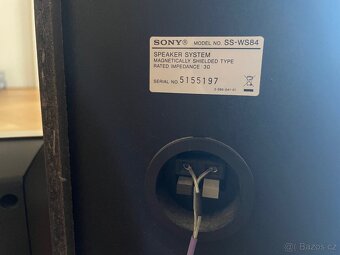 SONY® MODEL NO. SS-WS84
SPEAKER SYSTEM
MAGNETICALLY SHIELDED TYPE
RATED IMPEDANCE 3Ω
SERIAL NO. 5155197
Bazos.cz